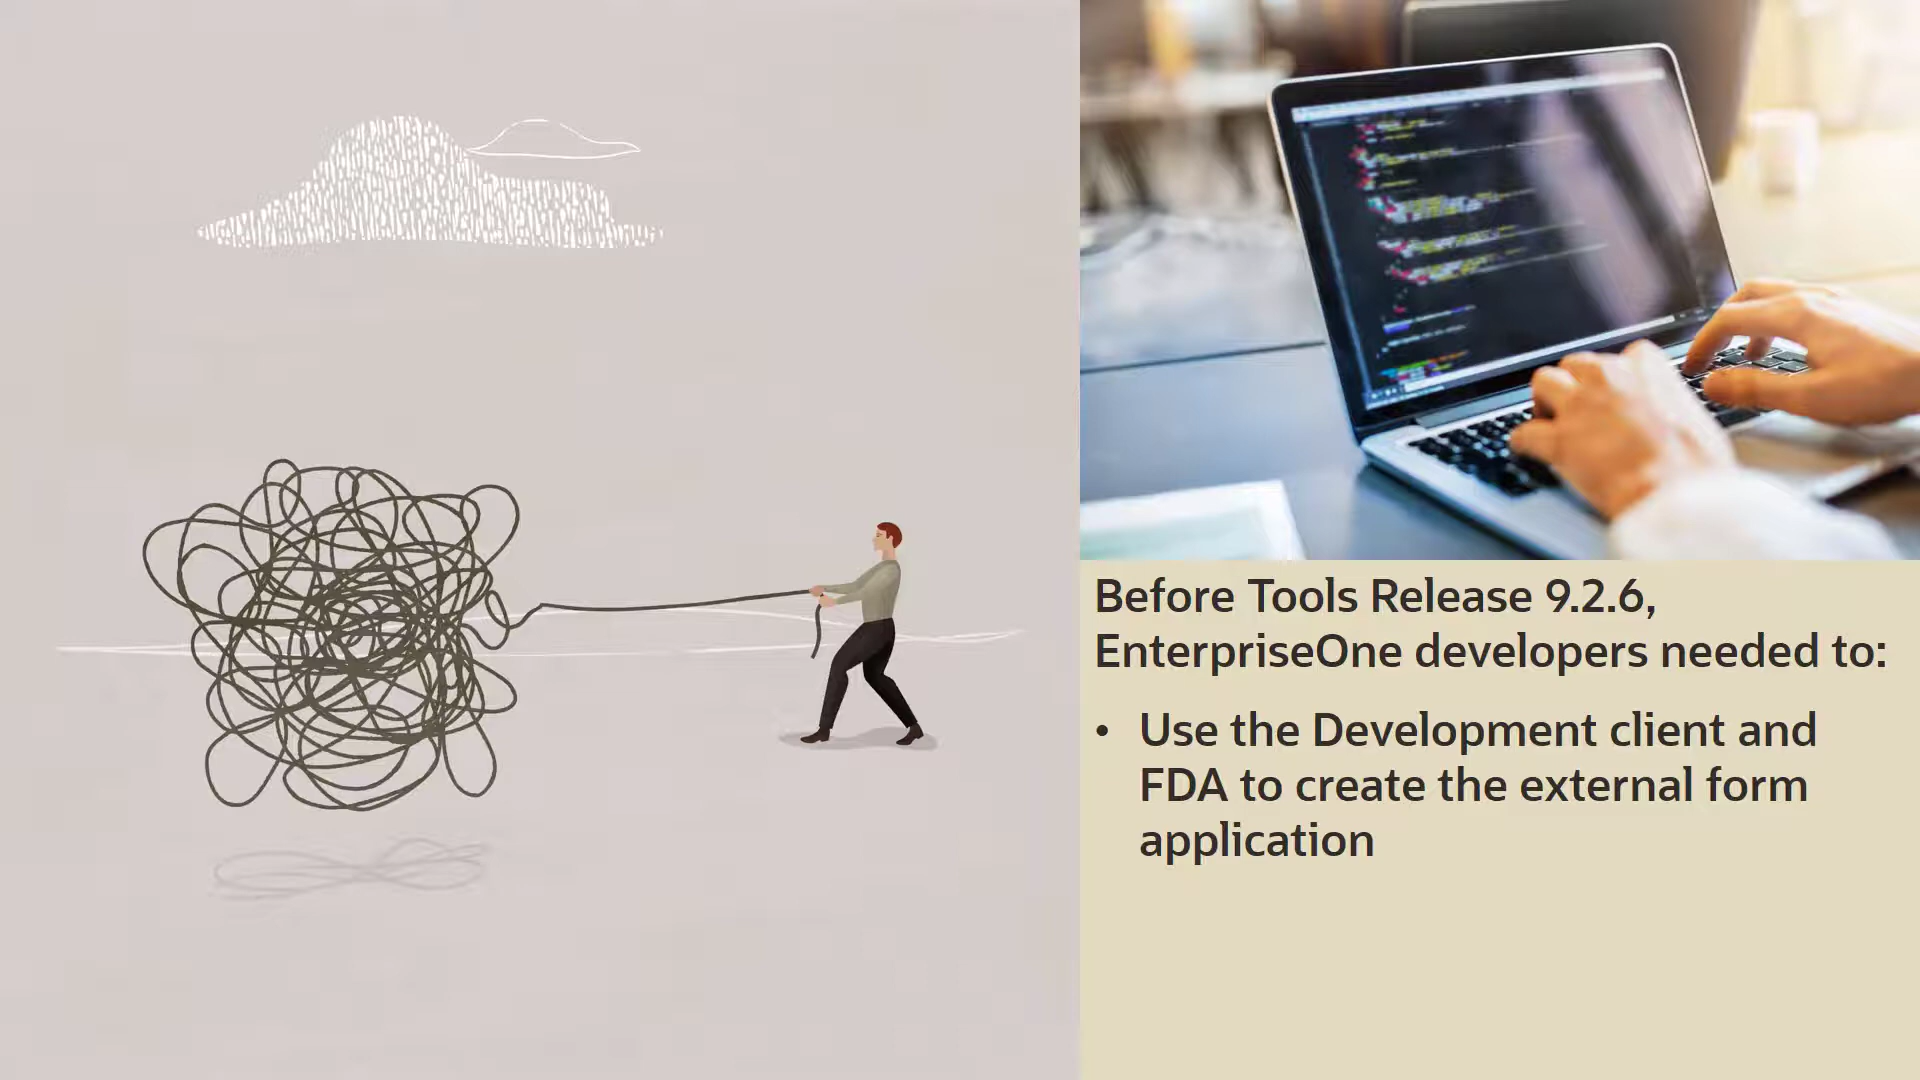 Before Tools Release 9.2.6,
EnterpriseOne developers needed to:
• Use the Development client and
FDA to create the external form
application